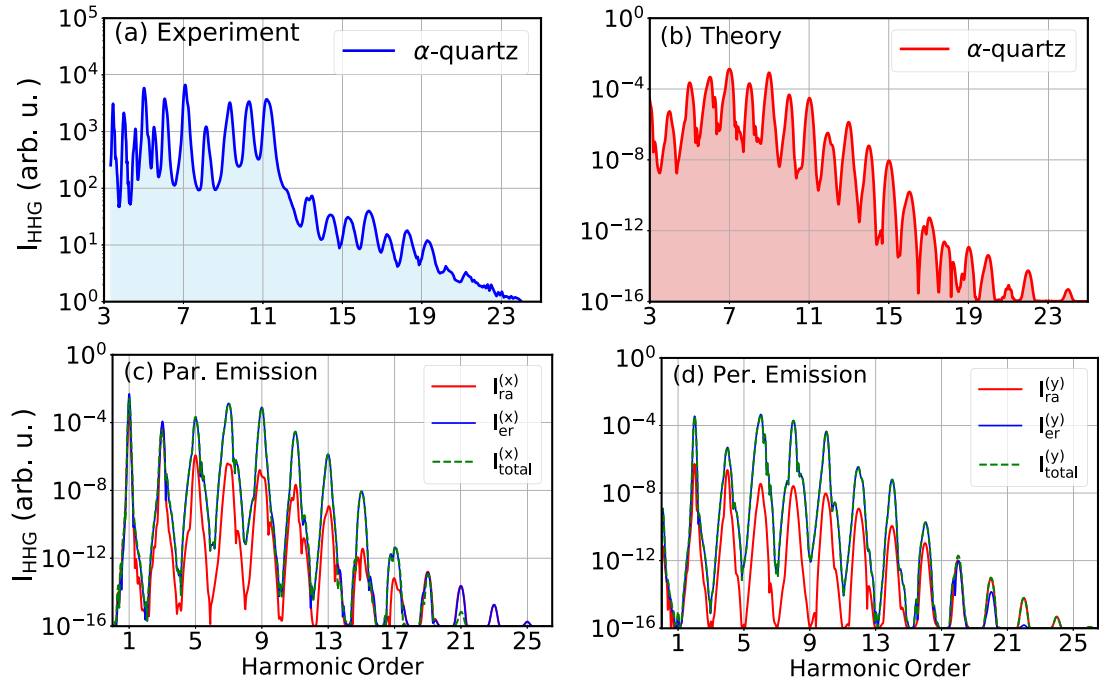 (a) Experiment
α-quartz
I_HHG (arb. u.)
10^5
10^4
10^3
10^2
10^1
10^0
3 7 11 15 19 23
(b) Theory
α-quartz
10^0
10^−4
10^−8
10^−12
10^−16
3 7 11 15 19 23
(c) Par. Emission
I_ra^(x)
I_er^(x)
I_total^(x)
I_HHG (arb. u.)
10^0
10^−4
10^−8
10^−12
10^−16
1 5 9 13 17 21 25
Harmonic Order
(d) Per. Emission
I_ra^(y)
I_er^(y)
I_total^(y)
10^0
10^−4
10^−8
10^−12
10^−16
1 5 9 13 17 21 25
Harmonic Order